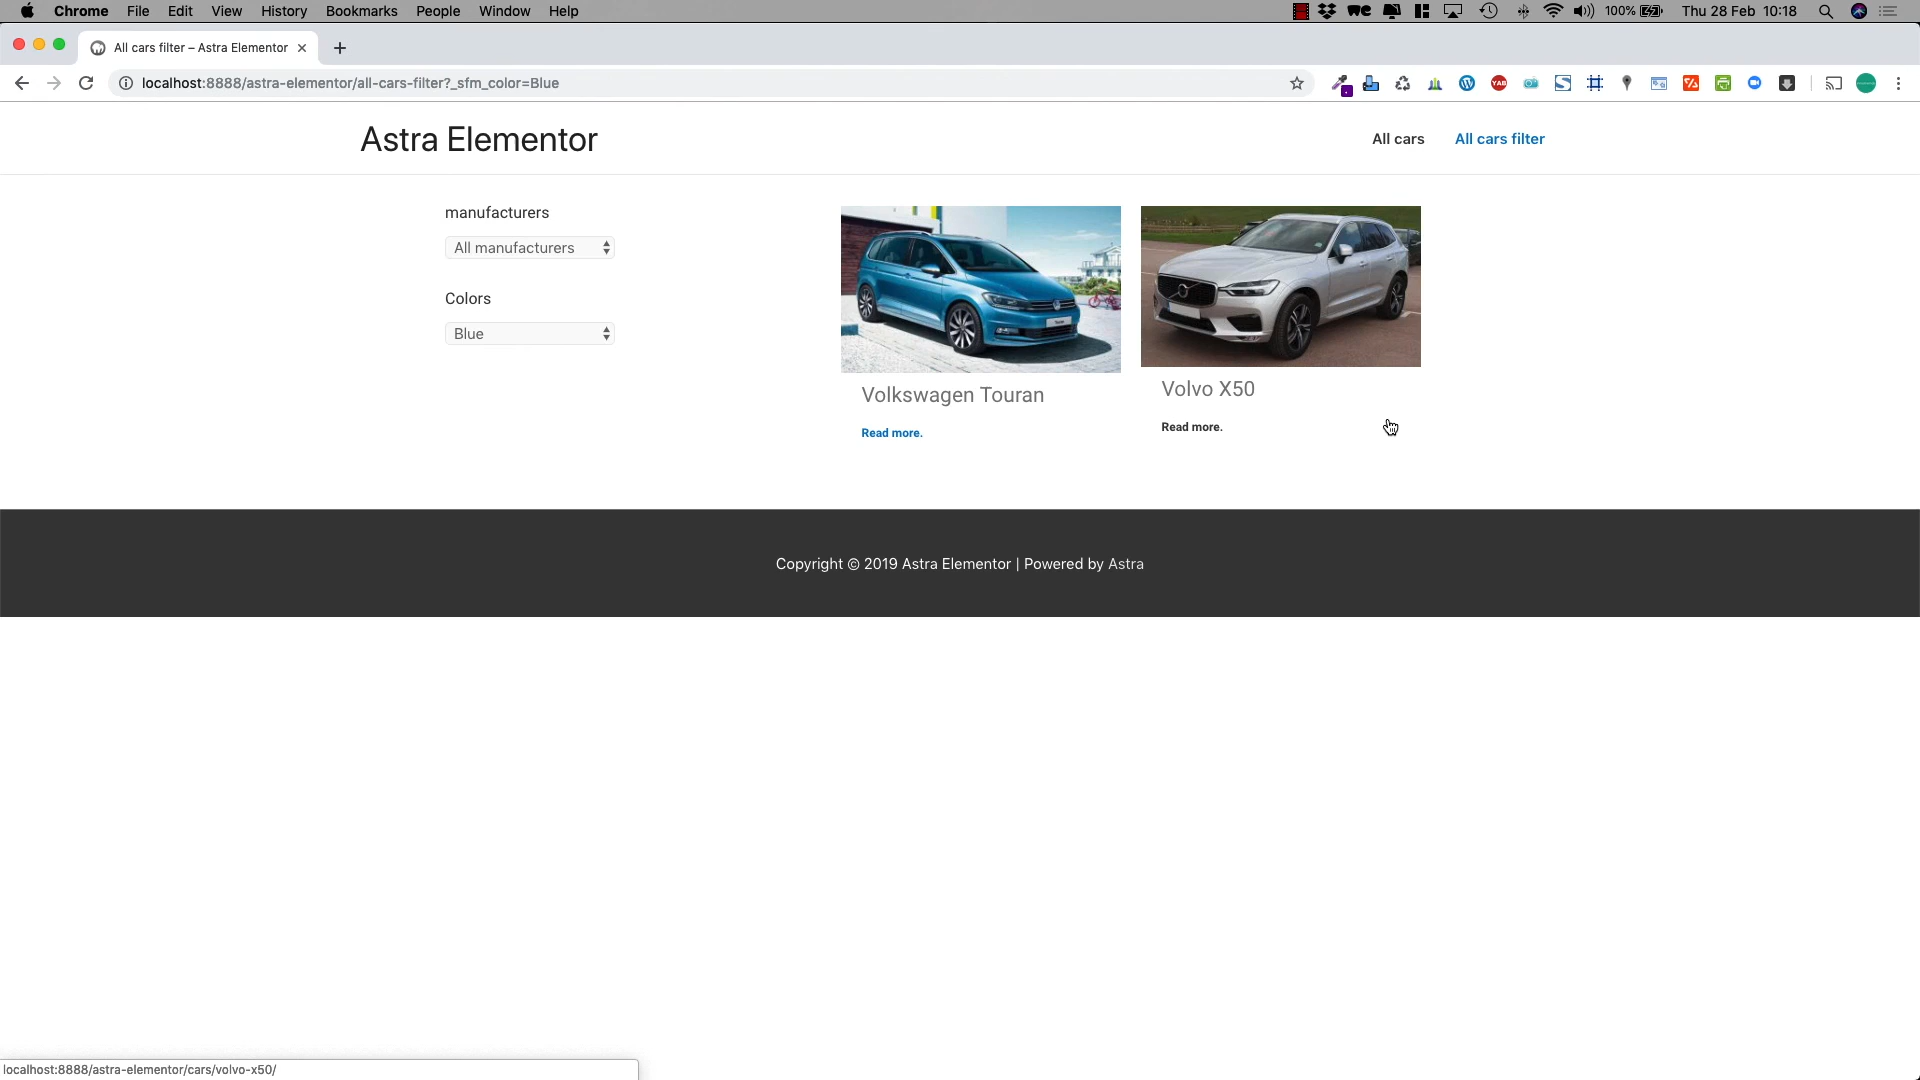 Chrome File Edit View History Bookmarks People Window Help 100% Thu 28 Feb 10:18
All cars filter – Astra Elementor
localhost:8888/astra-elementor/all-cars-filter?_sfm_color=Blue
YAB
Astra Elementor
All cars All cars filter
manufacturers
All manufacturers
Colors
Blue
Volkswagen Touran
Read more.
Volvo X50
Read more.
Copyright © 2019 Astra Elementor | Powered by Astra
localhost:8888/astra-elementor/cars/volvo-x50/